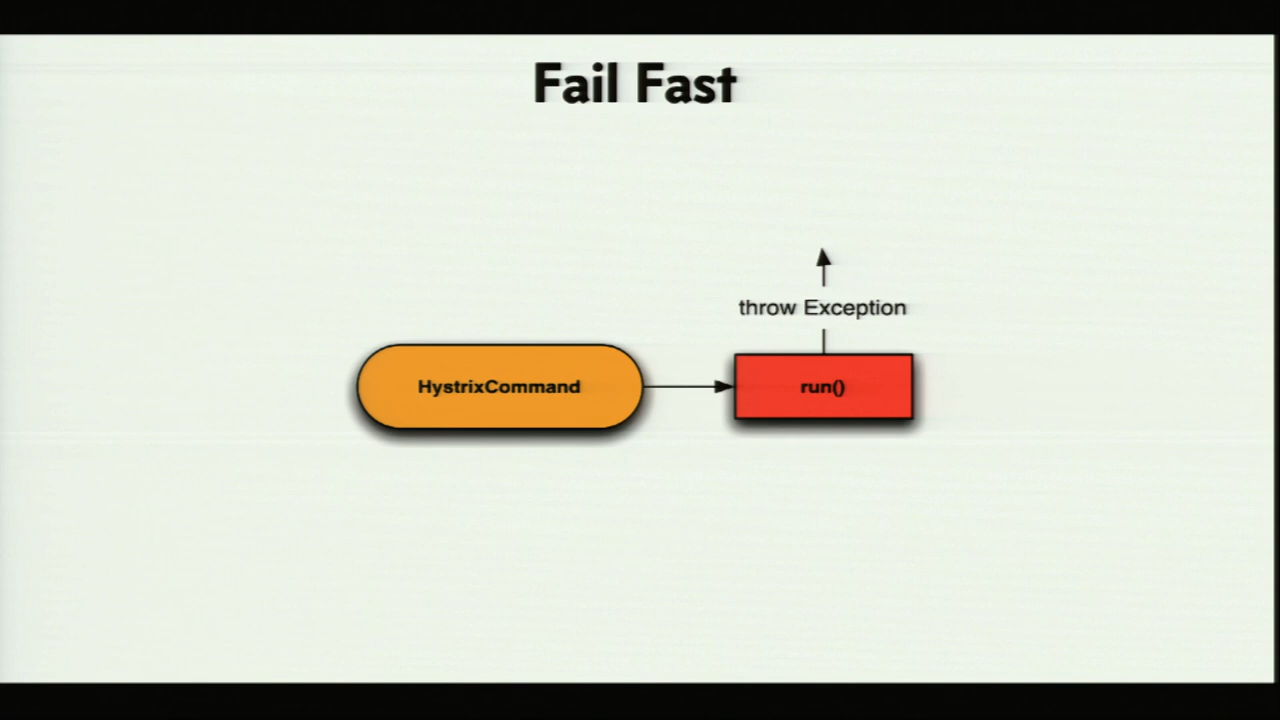 Fail Fast
throw Exception
HystrixCommand
run()